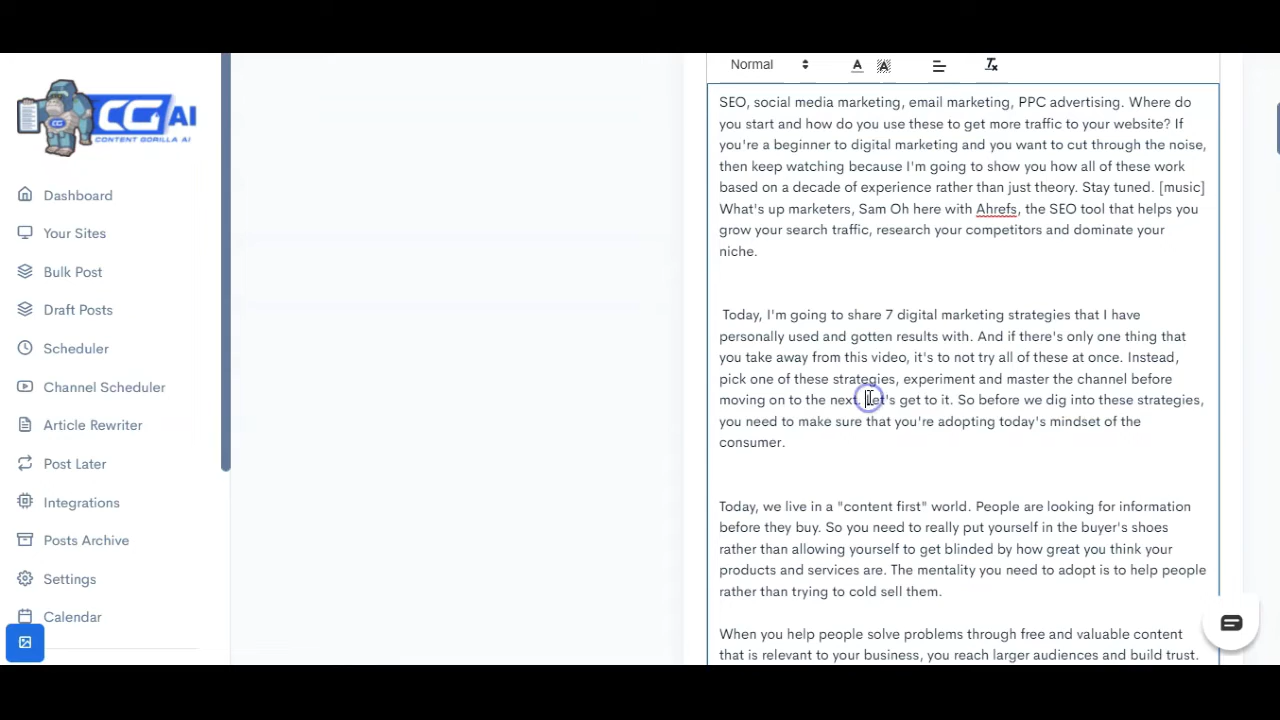 CG AI
CONTENT GORILLA AI
Dashboard
Your Sites
Bulk Post
Draft Posts
Scheduler
Channel Scheduler
Article Rewriter
Post Later
Integrations
Posts Archive
Settings
Calendar
Normal
SEO, social media marketing, email marketing, PPC advertising. Where do
you start and how do you use these to get more traffic to your website? If
you're a beginner to digital marketing and you want to cut through the noise,
then keep watching because I'm going to show you how all of these work
based on a decade of experience rather than just theory. Stay tuned. [music]
What's up marketers, Sam Oh here with Ahrefs, the SEO tool that helps you
grow your search traffic, research your competitors and dominate your
niche.
Today, I'm going to share 7 digital marketing strategies that I have
personally used and gotten results with. And if there's only one thing that
you take away from this video, it's to not try all of these at once. Instead,
pick one of these strategies, experiment and master the channel before
moving on to the next. Let's get to it. So before we dig into these strategies,
you need to make sure that you're adopting today's mindset of the
consumer.
Today, we live in a "content first" world. People are looking for information
before they buy. So you need to really put yourself in the buyer's shoes
rather than allowing yourself to get blinded by how great you think your
products and services are. The mentality you need to adopt is to help people
rather than trying to cold sell them.
When you help people solve problems through free and valuable content
that is relevant to your business, you reach larger audiences and build trust.